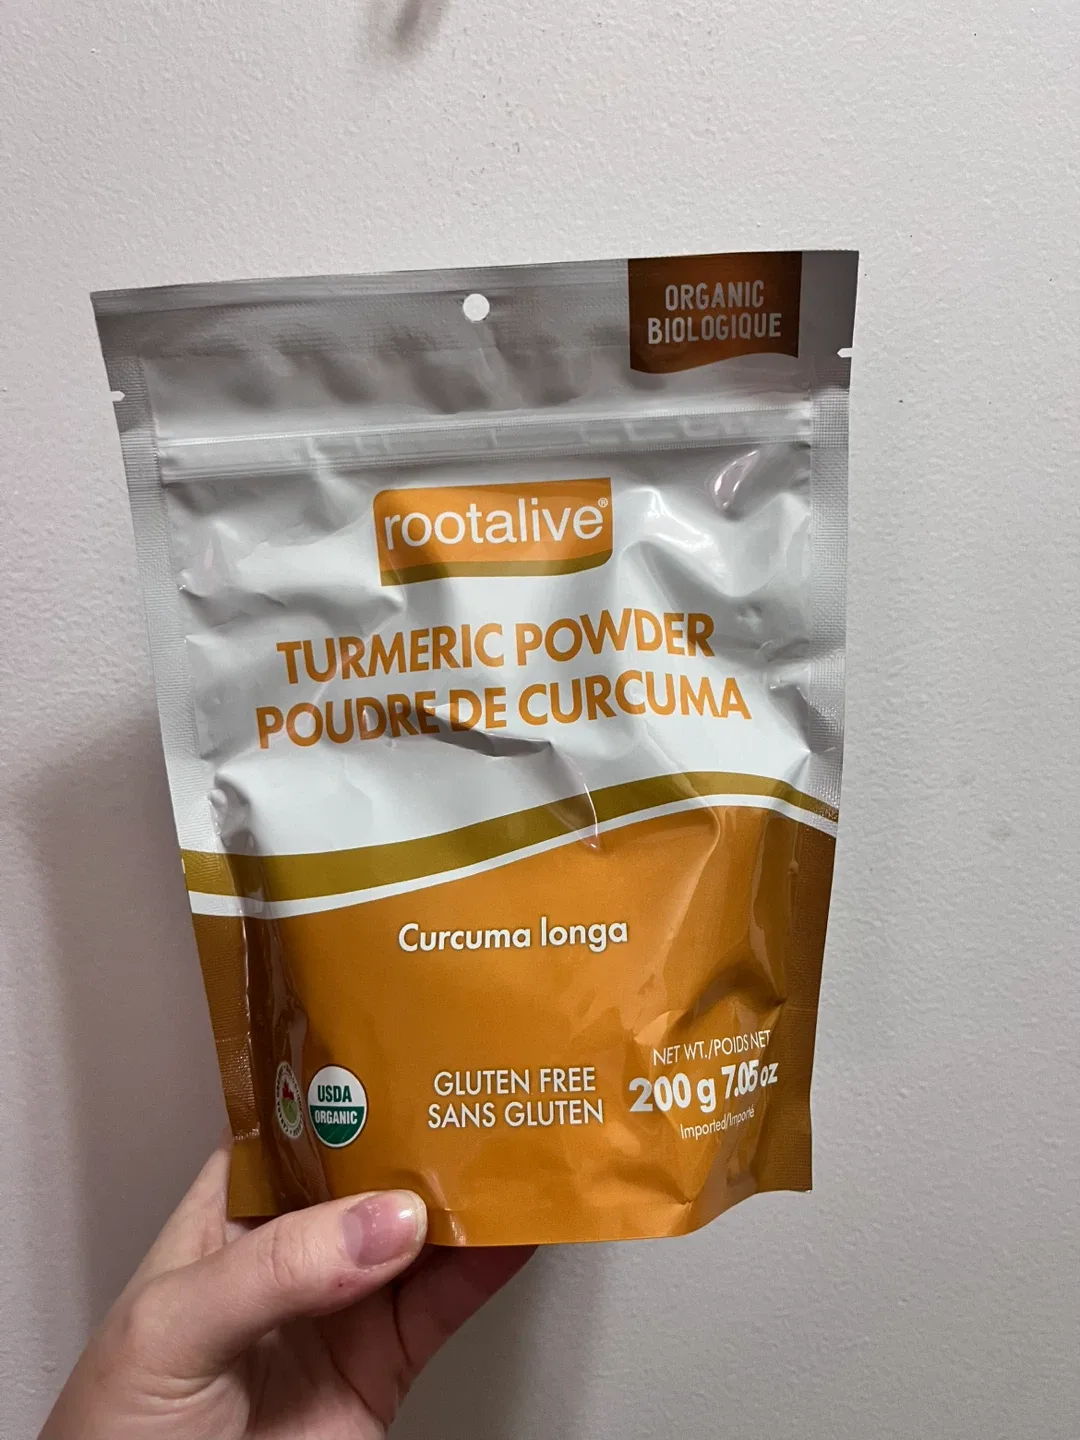 ORGANIC
BIOLOGIQUE
rootalive®
TURMERIC POWDER
POUDRE DE CURCUMA
Curcuma longa
NET WT./POIDS NET
200 g 7.05 oz
Imported/Importé
GLUTEN FREE
SANS GLUTEN
USDA
ORGANIC